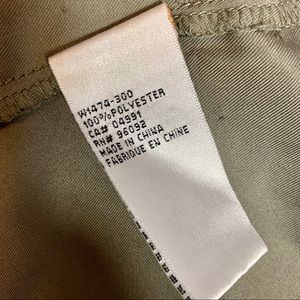 W1474-300
100%POLYESTER
CA# 04991
RN# 96092
MADE IN CHINA
FABRIQUE EN CHINE